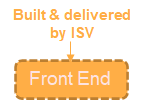 Built & delivered
by ISV
Front End